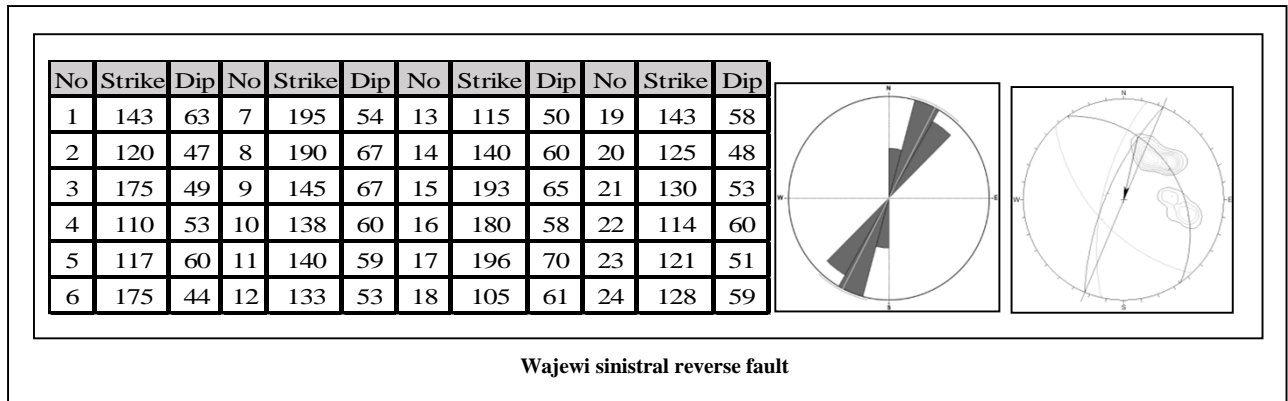 No Strike Dip No Strike Dip No Strike Dip No Strike Dip
1 143 63 7 195 54 13 115 50 19 143 58
2 120 47 8 190 67 14 140 60 20 125 48
3 175 49 9 145 67 15 193 65 21 130 53
4 110 53 10 138 60 16 180 58 22 114 60
5 117 60 11 140 59 17 196 70 23 121 51
6 175 44 12 133 53 18 105 61 24 128 59
N
W E
S
N
W E
S
Wajewi sinistral reverse fault